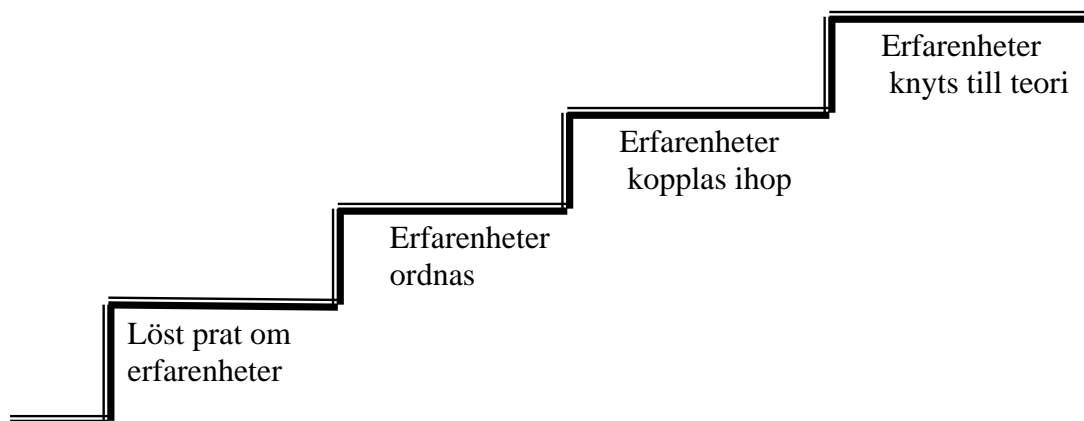 Erfarenheter
knyts till teori
Erfarenheter
kopplas ihop
Erfarenheter
ordnas
Löst prat om
erfarenheter